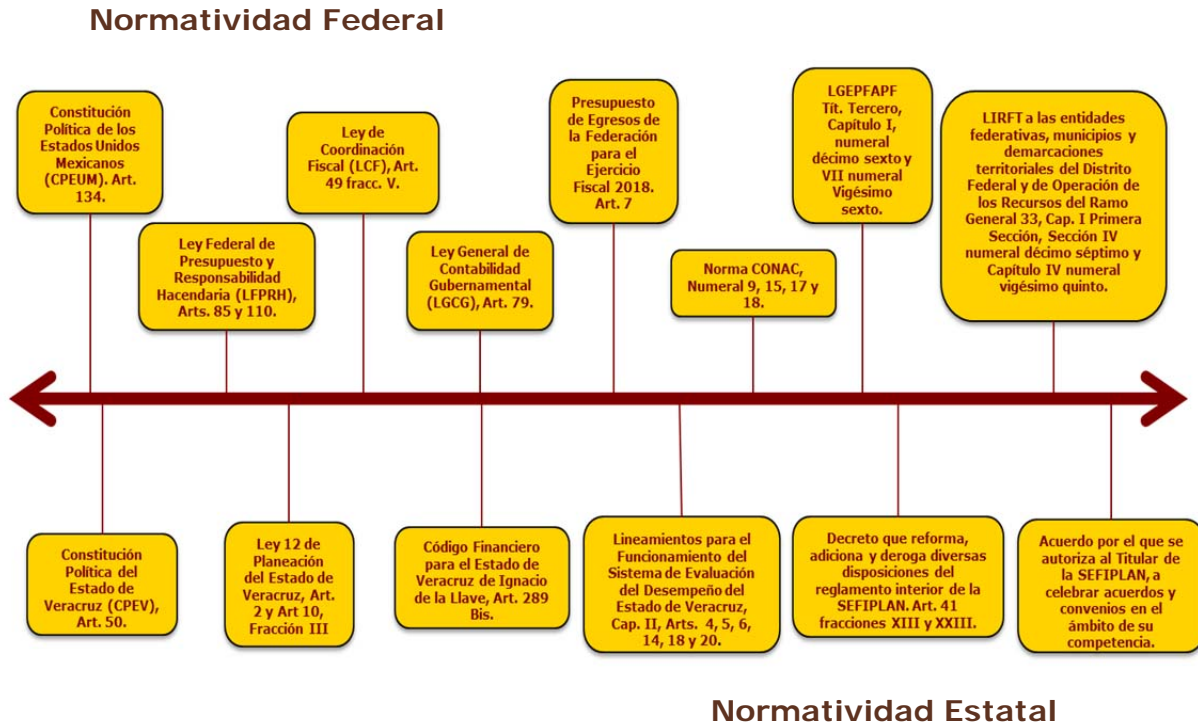 Normatividad Federal
Constitución
Política de los
Estados Unidos
Mexicanos
(CPEUM). Art.
134.
Ley Federal de
Presupuesto y
Responsabilidad
Hacendaria (LFPRH),
Arts. 85 y 110.
Ley de
Coordinación
Fiscal (LCF), Art.
49 fracc. V.
Ley General de
Contabilidad
Gubernamental
(LGCG), Art. 79.
Presupuesto
de Egresos de
la Federación
para el
Ejercicio
Fiscal 2018.
Art. 7
Norma CONAC,
Numeral 9, 15, 17 y
18.
LGEPFAPF
Tít. Tercero,
Capítulo I,
numeral
décimo sexto y
VII numeral
Vigésimo
sexto.
LIRFT a las entidades
federativas, municipios y
demarcaciones
territoriales del Distrito
Federal y de Operación de
los Recursos del Ramo
General 33, Cap. I Primera
Sección, Sección IV
numeral décimo séptimo y
Capítulo IV numeral
vigésimo quinto.
Constitución
Política del
Estado de
Veracruz (CPEV),
Art. 50.
Ley 12 de
Planeación
del Estado de
Veracruz, Art.
2 y Art 10,
Fracción III
Código Financiero
para el Estado de
Veracruz de Ignacio
de la Llave, Art. 289
Bis.
Lineamientos para el
Funcionamiento del
Sistema de Evaluación
del Desempeño del
Estado de Veracruz,
Cap. II, Arts. 4, 5, 6,
14, 18 y 20.
Decreto que reforma,
adiciona y deroga diversas
disposiciones del
reglamento interior de la
SEFIPLAN. Art. 41
fracciones XIII y XXIII.
Acuerdo por el que se
autoriza al Titular de
la SEFIPLAN, a
celebrar acuerdos y
convenios en el
ámbito de su
competencia.
Normatividad Estatal